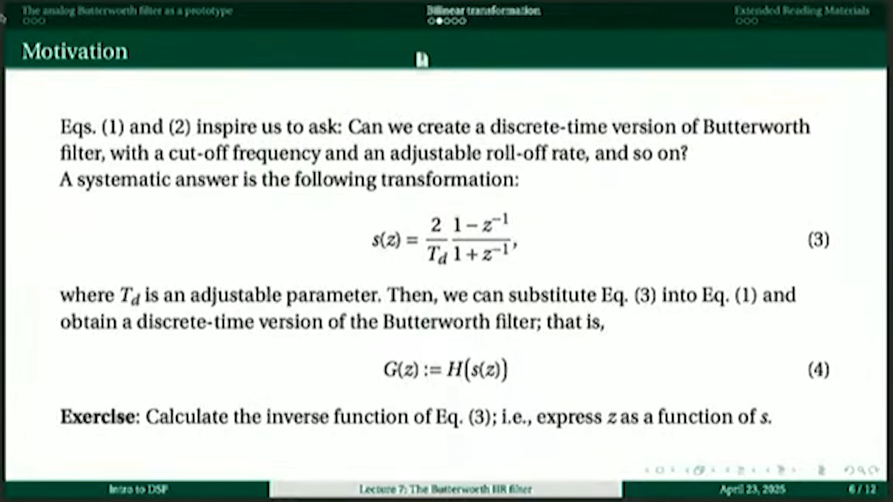 The analog Butterworth filter as a prototype
Bilinear transformation
Extended Reading Materials
Motivation
Eqs. (1) and (2) inspire us to ask: Can we create a discrete-time version of Butterworth
filter, with a cut-off frequency and an adjustable roll-off rate, and so on?
A systematic answer is the following transformation:
s(z) = \frac{2}{T_d} \frac{1 - z^{-1}}{1 + z^{-1}}, (3)
where T_d is an adjustable parameter. Then, we can substitute Eq. (3) into Eq. (1) and
obtain a discrete-time version of the Butterworth filter; that is,
G(z) := H(s(z)) (4)
Exercise: Calculate the inverse function of Eq. (3); i.e., express z as a function of s.
Intro to DSP
Lecture 7: The Butterworth IIR filter
April 23, 2025
6 / 12